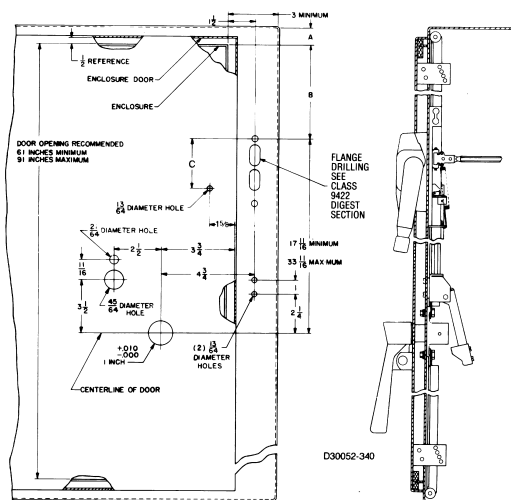 1 1/2
3 MINIMUM
A
1/2 REFERENCE
ENCLOSURE DOOR
ENCLOSURE
B
DOOR OPENING RECOMMENDED
61 INCHES MINIMUM
91 INCHES MAXIMUM
C
FLANGE
DRILLING
SEE
CLASS
9422
DIGEST
SECTION
13/64 DIAMETER HOLE
21/64 DIAMETER HOLE
2 1/2
3 3/4
4 3/4
17 11/16 MINIMUM
33 11/16 MAXIMUM
11/16
3 1/2
45/64 DIAMETER
HOLE
1
2 1/4
+.010
-.000
1 INCH
(2) 13/64
DIAMETER
HOLES
CENTERLINE OF DOOR
D30052-340